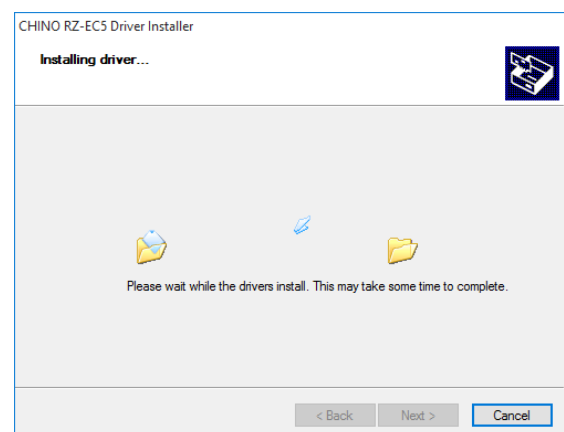 CHINO RZ-EC5 Driver Installer
Installing driver...
Please wait while the drivers install. This may take some time to complete.
< Back
Next >
Cancel